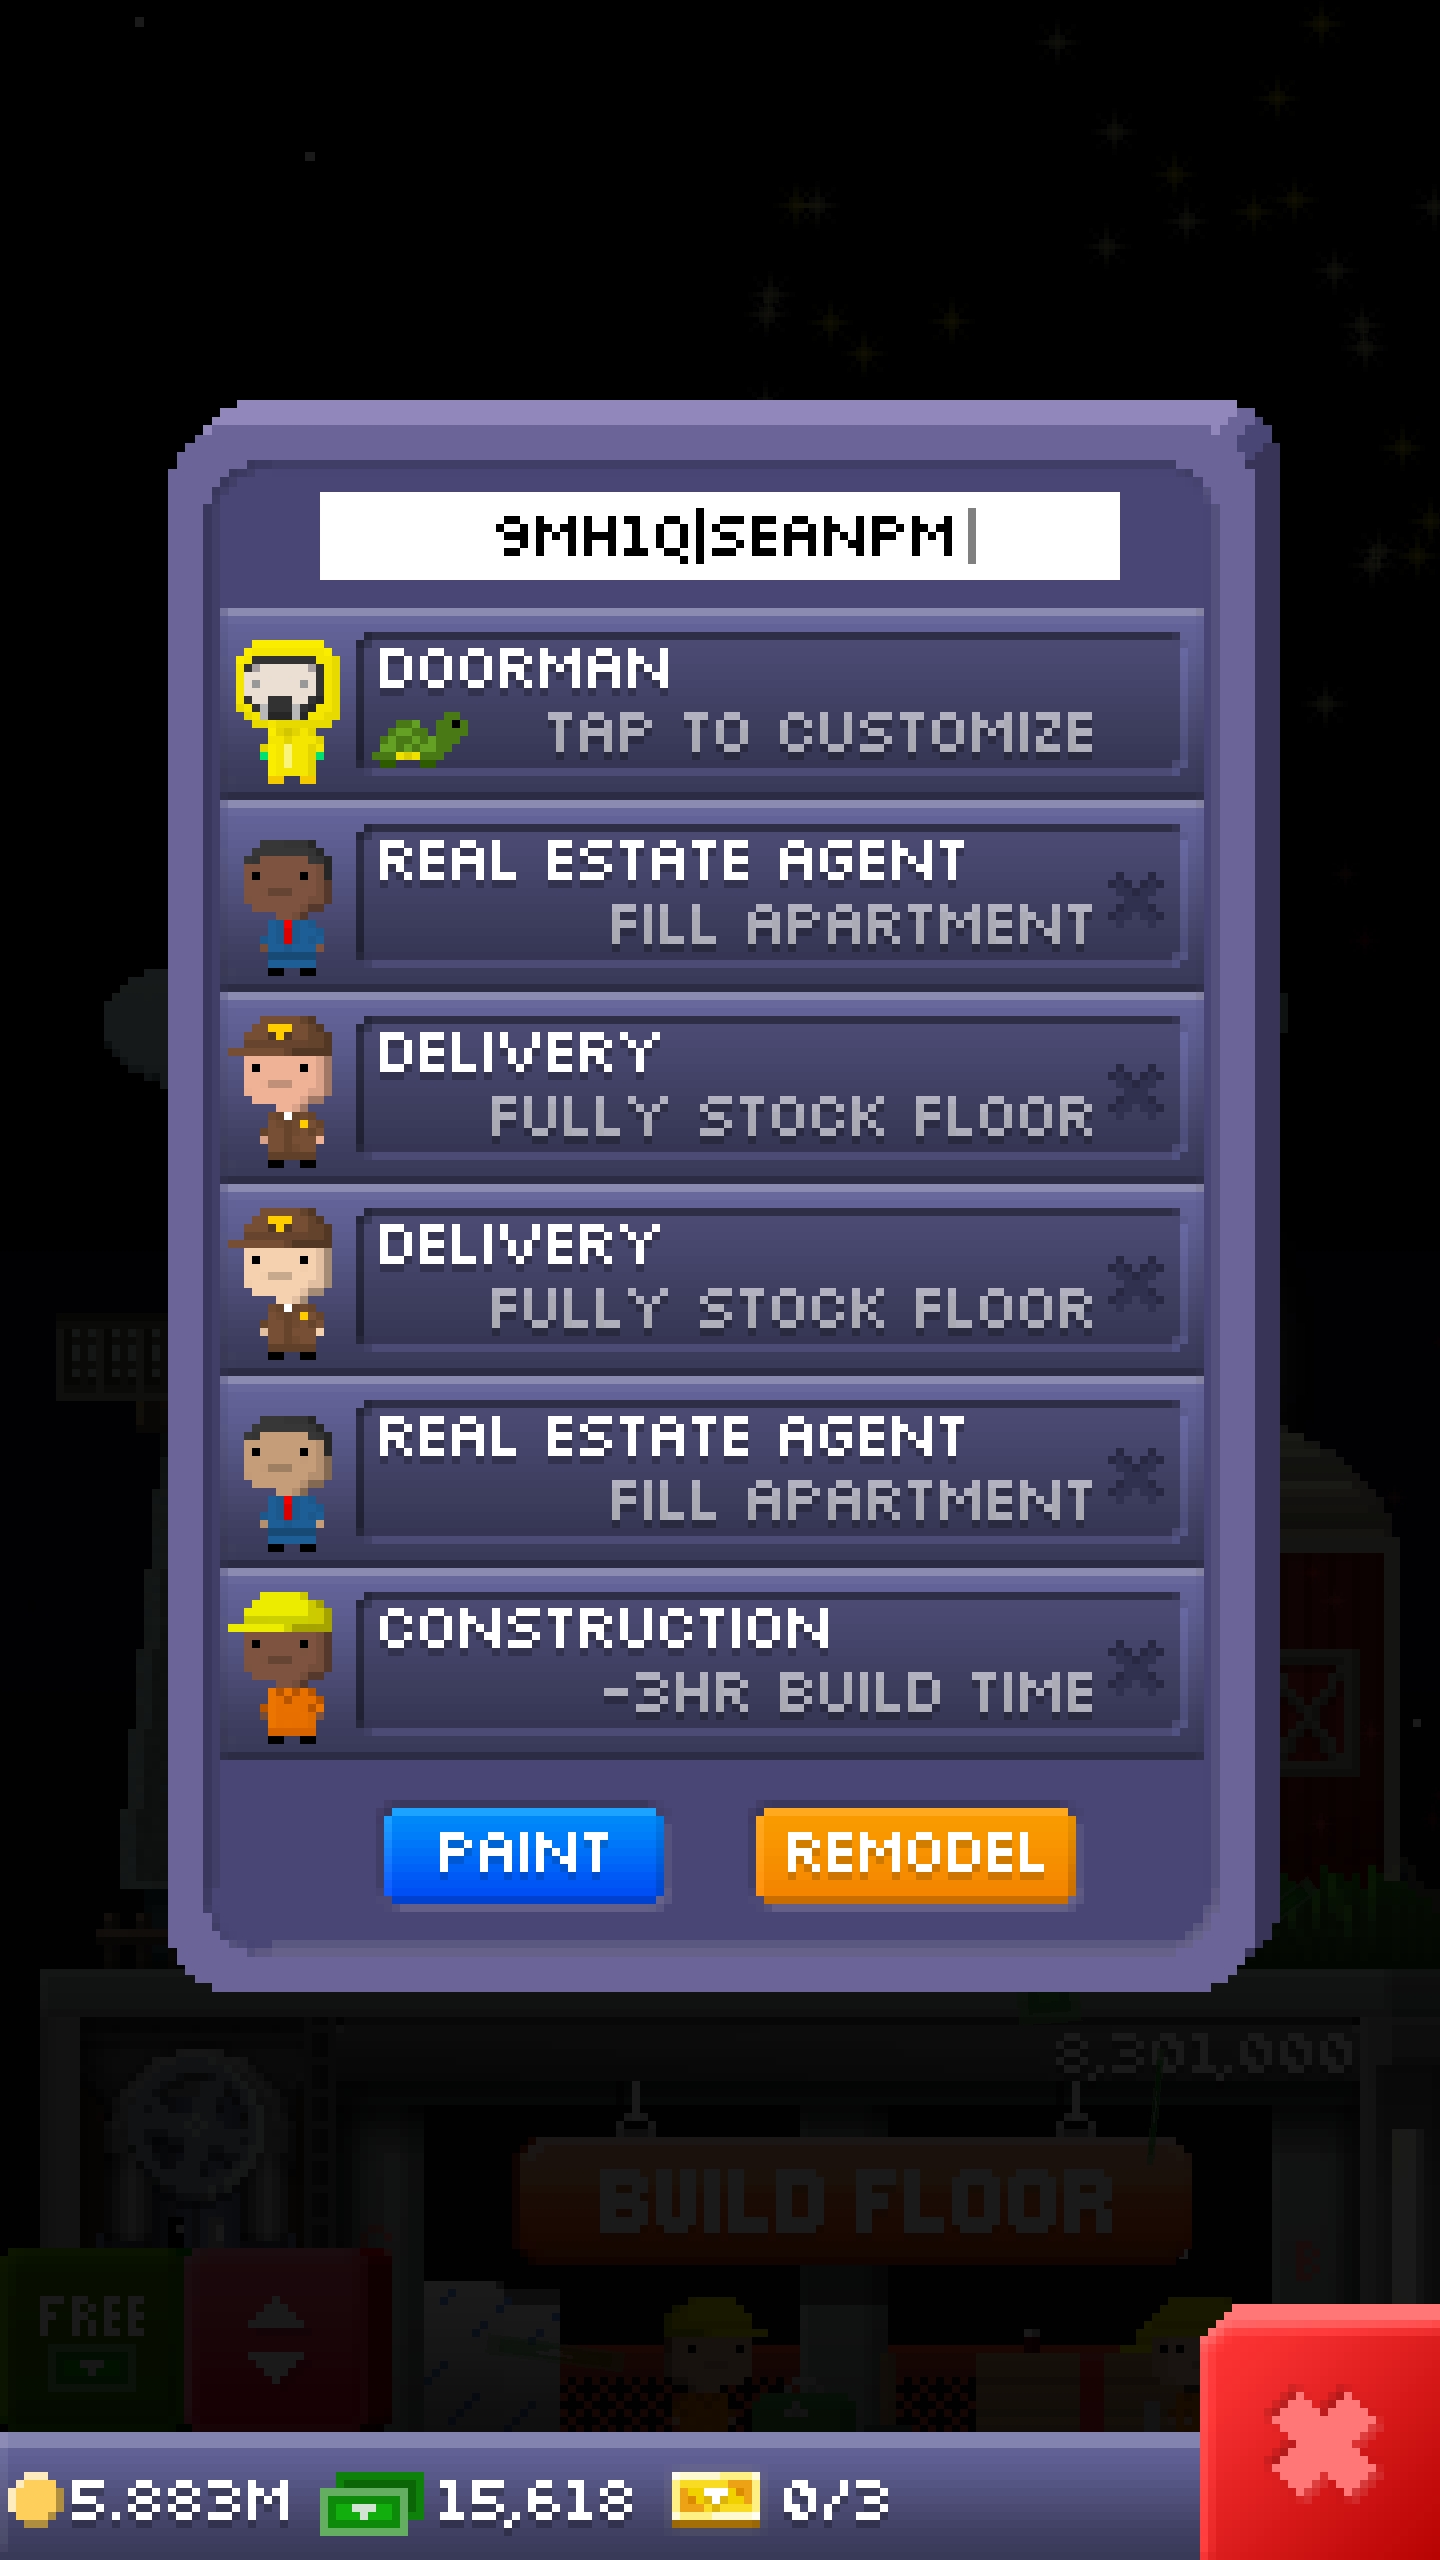 9MH1Q|SEANPM|
DOORMAN
TAP TO CUSTOMIZE
REAL ESTATE AGENT
FILL APARTMENT
DELIVERY
FULLY STOCK FLOOR
DELIVERY
FULLY STOCK FLOOR
REAL ESTATE AGENT
FILL APARTMENT
CONSTRUCTION
-3HR BUILD TIME
PAINT REMODEL
8,301,000
BUILD FLOOR
FREE
5.883M 15,618 0/3